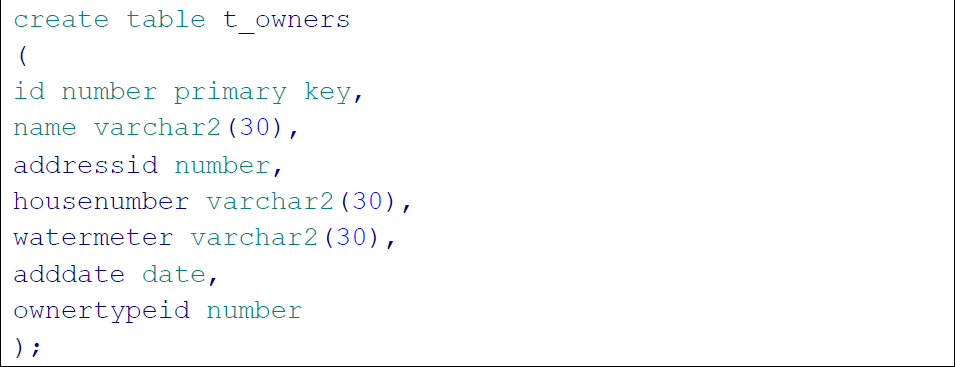 create table t_owners
(
id number primary key,
name varchar2(30),
addressid number,
housenumber varchar2(30),
watermeter varchar2(30),
adddate date,
ownertypeid number
);